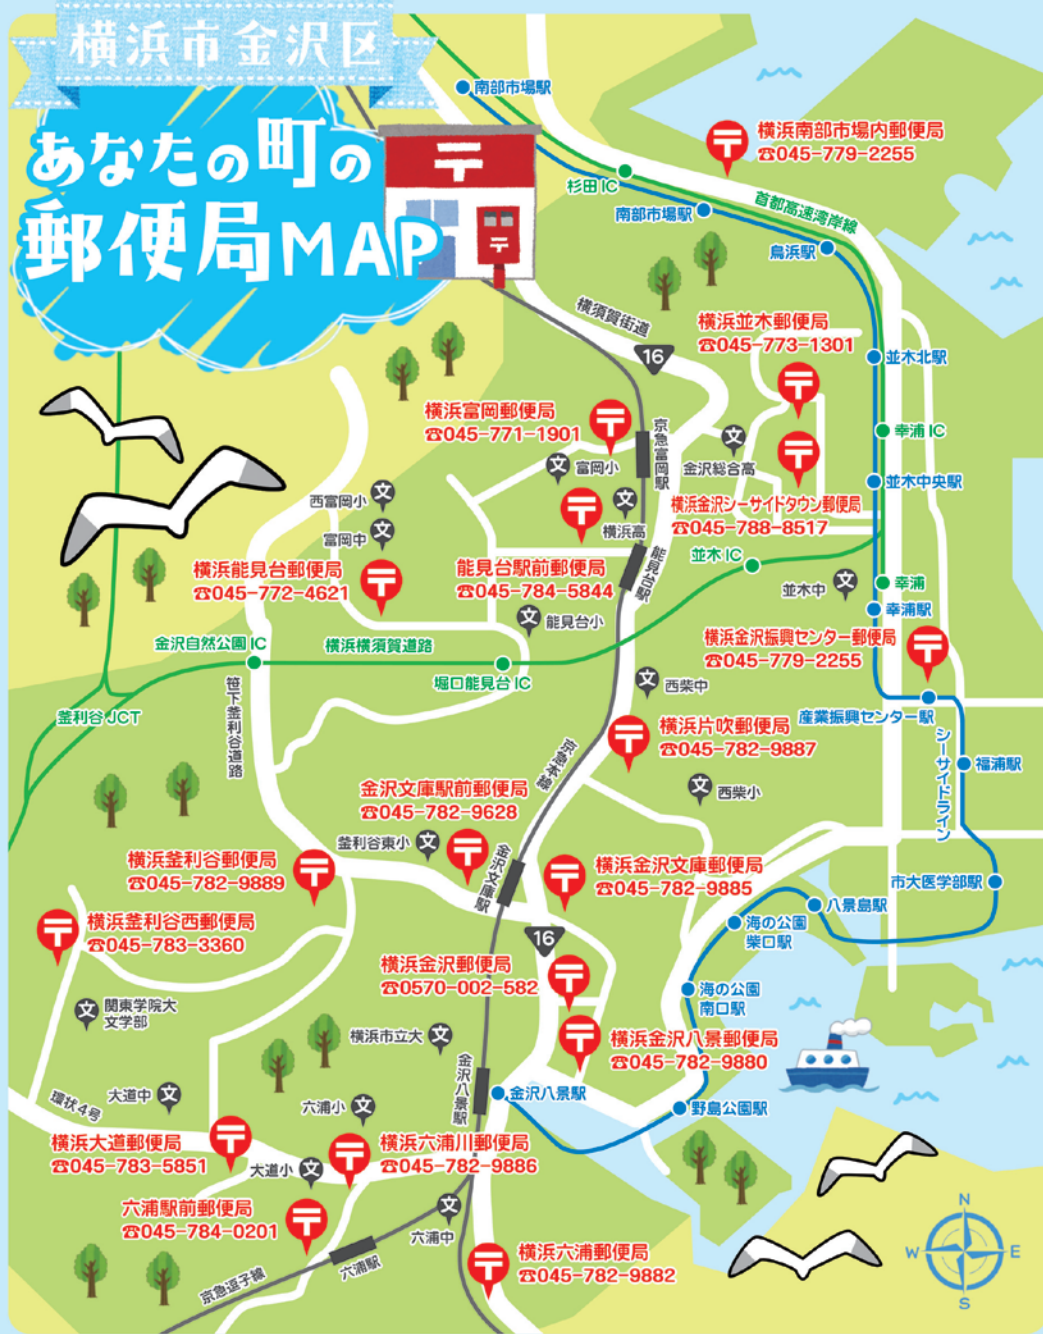 横浜市金沢区
あなたの町の
郵便局MAP
南部市場駅
横浜南部市場内郵便局
☎045-779-2255
杉田IC
南部市場駅
首都高速湾岸線
鳥浜駅
横須賀街道
16
横浜並木郵便局
☎045-773-1301
並木北駅
横浜富岡郵便局
☎045-771-1901
京急富岡駅
幸浦IC
富岡小
金沢総合高
並木中央駅
西富岡小
横浜高
横浜金沢シーサイドタウン郵便局
☎045-788-8517
富岡中
能見台駅
並木IC
横浜能見台郵便局
☎045-772-4621
能見台駅前郵便局
☎045-784-5844
並木中
幸浦
幸浦駅
能見台小
金沢自然公園IC
横浜横須賀道路
横浜金沢振興センター郵便局
☎045-779-2255
堀口能見台IC
西柴中
釜利谷JCT
笹下釜利谷道路
横浜片吹郵便局
☎045-782-9887
産業振興センター駅
シーサイドライン
福浦駅
京急本線
西柴小
金沢文庫駅前郵便局
☎045-782-9628
釜利谷東小
金沢文庫駅
横浜釜利谷郵便局
☎045-782-9889
横浜金沢文庫郵便局
☎045-782-9885
市大医学部駅
八景島駅
横浜釜利谷西郵便局
☎045-783-3360
海の公園
柴口駅
16
横浜金沢郵便局
☎0570-002-582
海の公園
南口駅
関東学院大
文学部
横浜市立大
横浜金沢八景郵便局
☎045-782-9880
金沢八景駅
金沢八景駅
野島公園駅
環状4号
大道中
六浦小
横浜大道郵便局
☎045-783-5851
大道小
横浜六浦川郵便局
☎045-782-9886
六浦駅前郵便局
☎045-784-0201
六浦中
六浦駅
京急逗子線
横浜六浦郵便局
☎045-782-9882
N
W
E
S